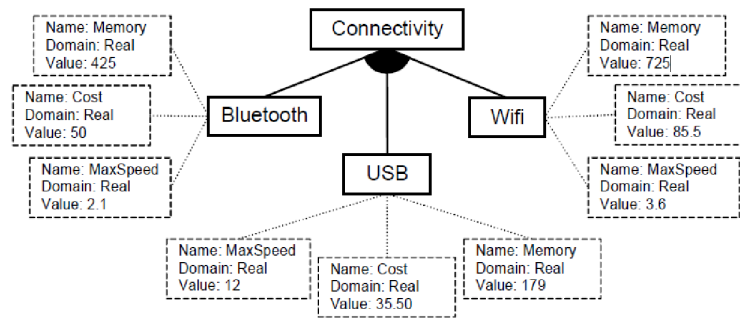 Connectivity
Name: Memory
Domain: Real
Value: 425
Name: Cost
Domain: Real
Value: 50
Name: MaxSpeed
Domain: Real
Value: 2.1
Bluetooth
USB
Name: MaxSpeed
Domain: Real
Value: 12
Name: Cost
Domain: Real
Value: 35.50
Name: Memory
Domain: Real
Value: 179
Wifi
Name: Memory
Domain: Real
Value: 725
Name: Cost
Domain: Real
Value: 85.5
Name: MaxSpeed
Domain: Real
Value: 3.6